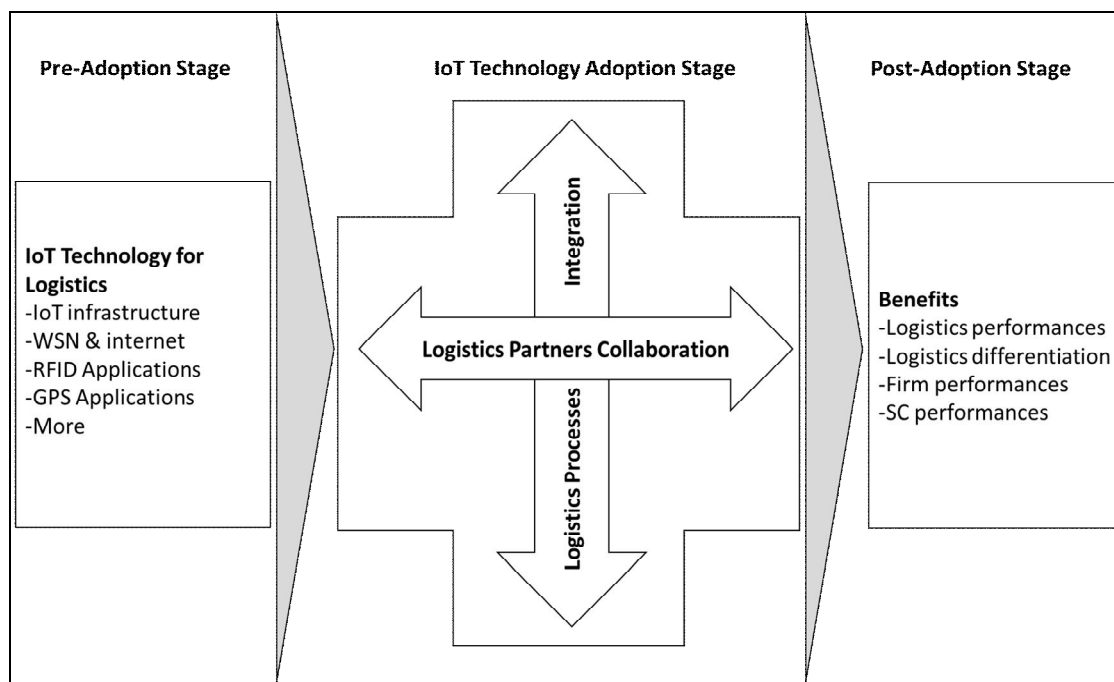 Pre-Adoption Stage
IoT Technology Adoption Stage
Post-Adoption Stage
IoT Technology for
Logistics
-IoT infrastructure
-WSN & internet
-RFID Applications
-GPS Applications
-More
Integration
Logistics Partners Collaboration
Logistics Processes
Benefits
-Logistics performances
-Logistics differentiation
-Firm performances
-SC performances